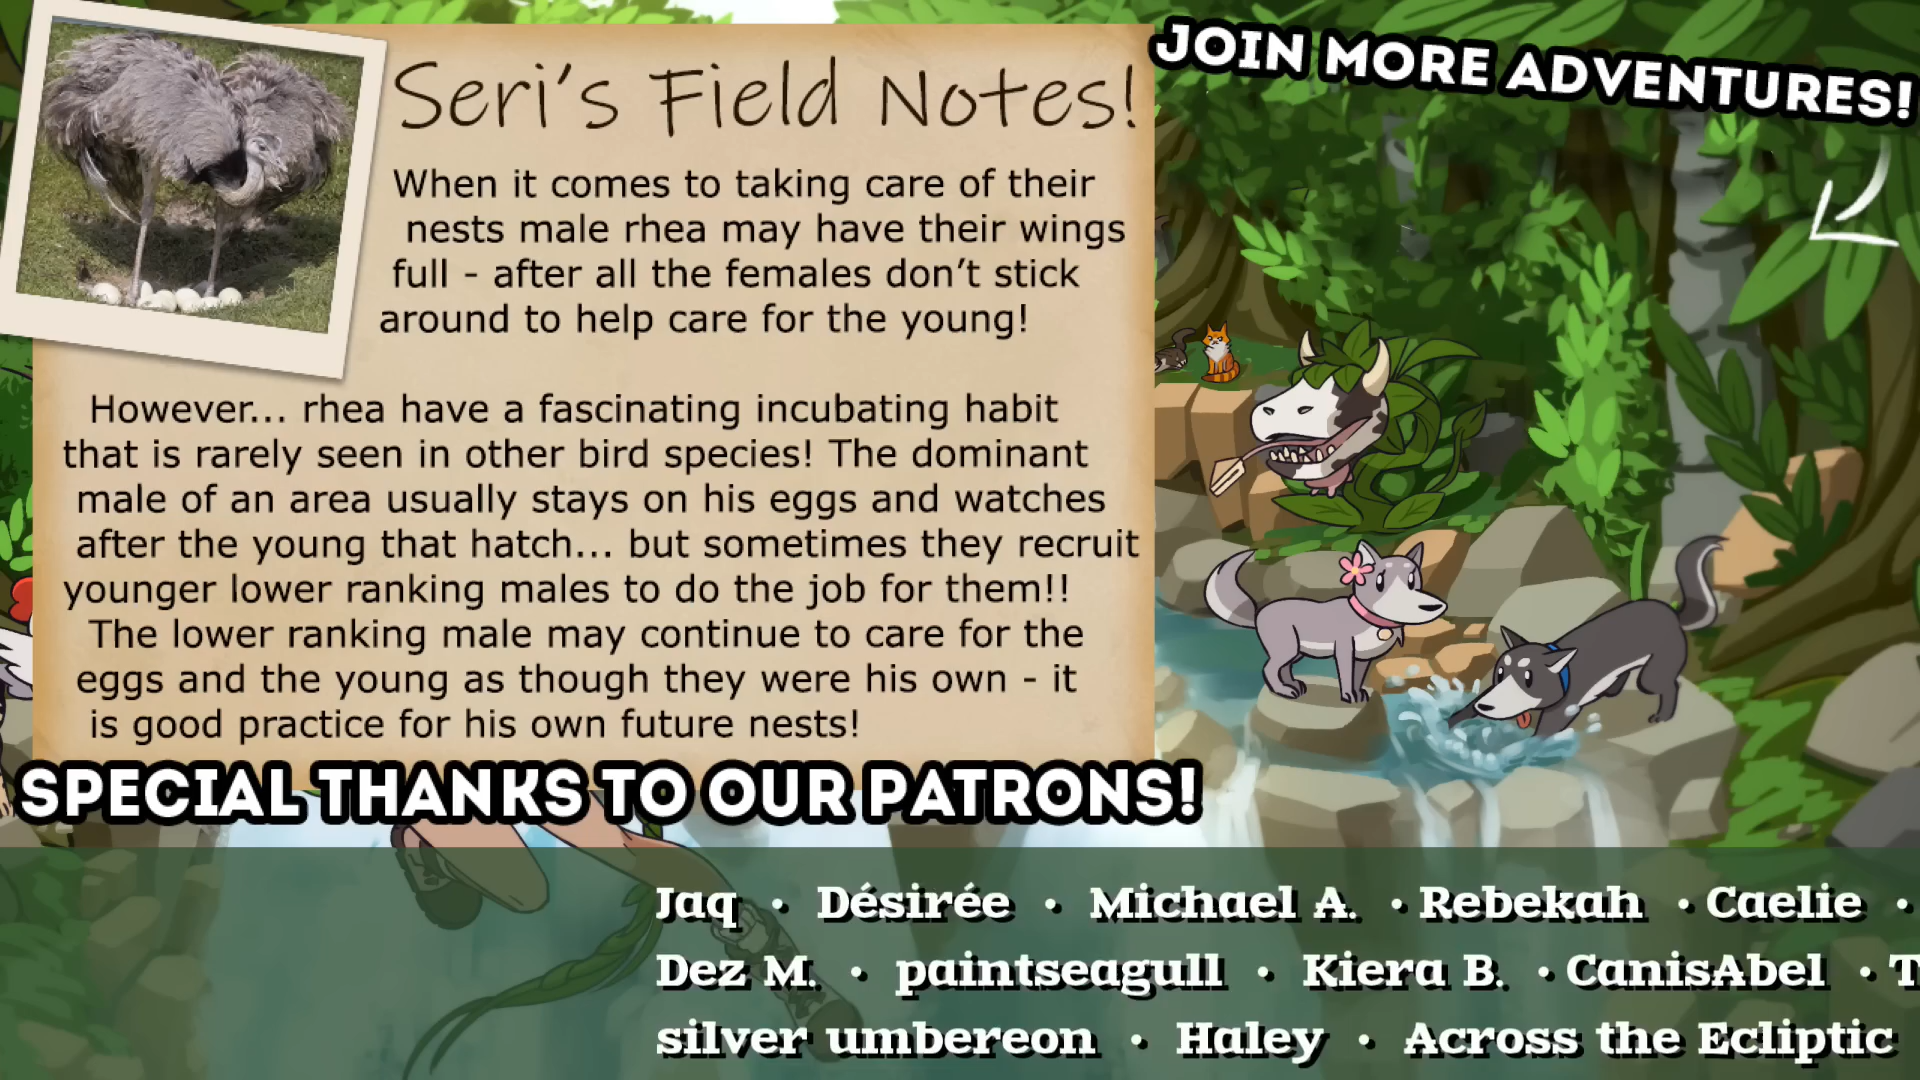 Seri's Field Notes!
JOIN MORE ADVENTURES!
When it comes to taking care of their
nests male rhea may have their wings
full - after all the females don't stick
around to help care for the young!
However... rhea have a fascinating incubating habit
that is rarely seen in other bird species! The dominant
male of an area usually stays on his eggs and watches
after the young that hatch... but sometimes they recruit
younger lower ranking males to do the job for them!!
The lower ranking male may continue to care for the
eggs and the young as though they were his own - it
is good practice for his own future nests!
SPECIAL THANKS TO OUR PATRONS!
Jaq • Désirée • Michael A. • Rebekah • Caelie •
Dez M. • paintseagull • Kiera B. • CanisAbel • T
silver umbereon • Haley • Across the Ecliptic